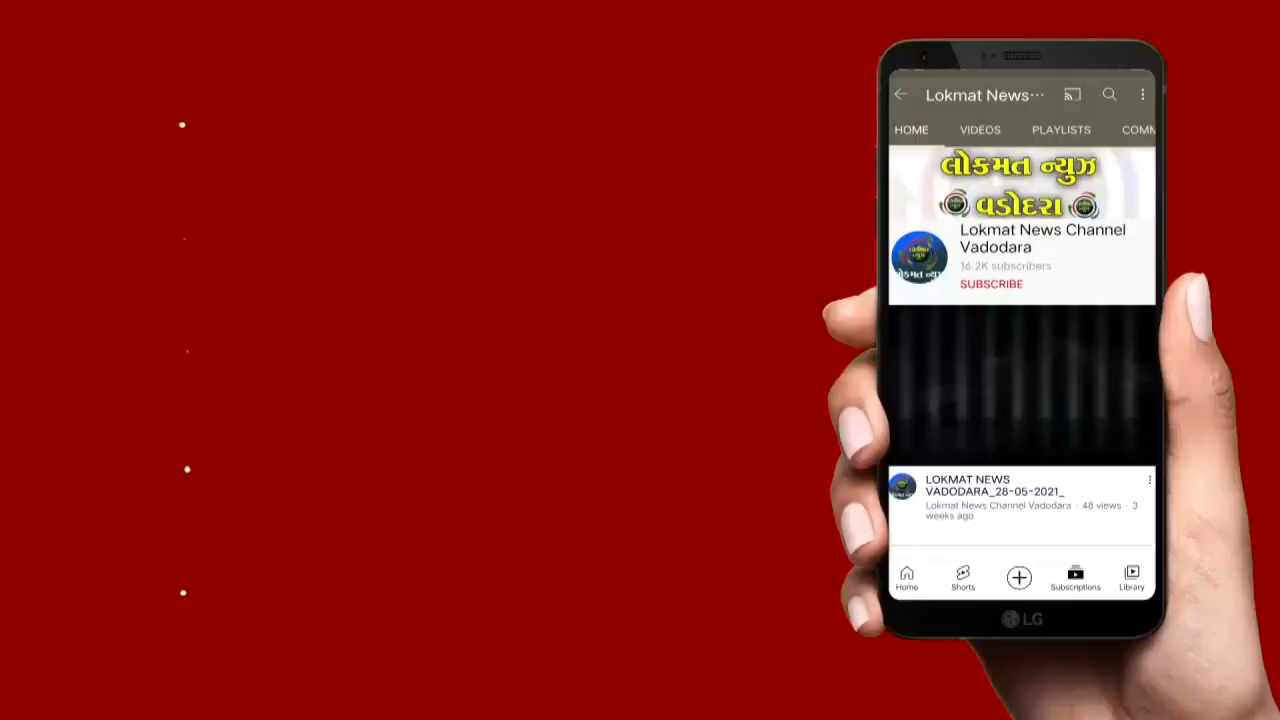 Lokmat News...
HOME VIDEOS PLAYLISTS COMM
લોકમત ન્યુઝ
વડોદરા
Lokmat News Channel
Vadodara
16.2K subscribers
SUBSCRIBE
LOKMAT NEWS
VADODARA_28-05-2021_
Lokmat News Channel Vadodara · 48 views · 3
weeks ago
Home Shorts Subscriptions Library
LG